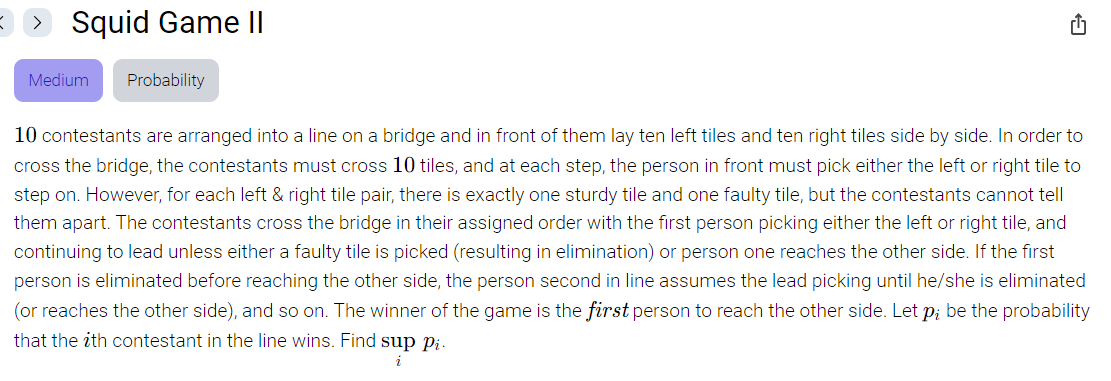 Squid Game II
Medium
Probability
10 contestants are arranged into a line on a bridge and in front of them lay ten left tiles and ten right tiles side by side. In order to
cross the bridge, the contestants must cross 10 tiles, and at each step, the person in front must pick either the left or right tile to
step on. However, for each left & right tile pair, there is exactly one sturdy tile and one faulty tile, but the contestants cannot tell
them apart. The contestants cross the bridge in their assigned order with the first person picking either the left or right tile, and
continuing to lead unless either a faulty tile is picked (resulting in elimination) or person one reaches the other side. If the first
person is eliminated before reaching the other side, the person second in line assumes the lead picking until he/she is eliminated
(or reaches the other side), and so on. The winner of the game is the first person to reach the other side. Let p_i be the probability
that the ith contestant in the line wins. Find sup_i p_i.